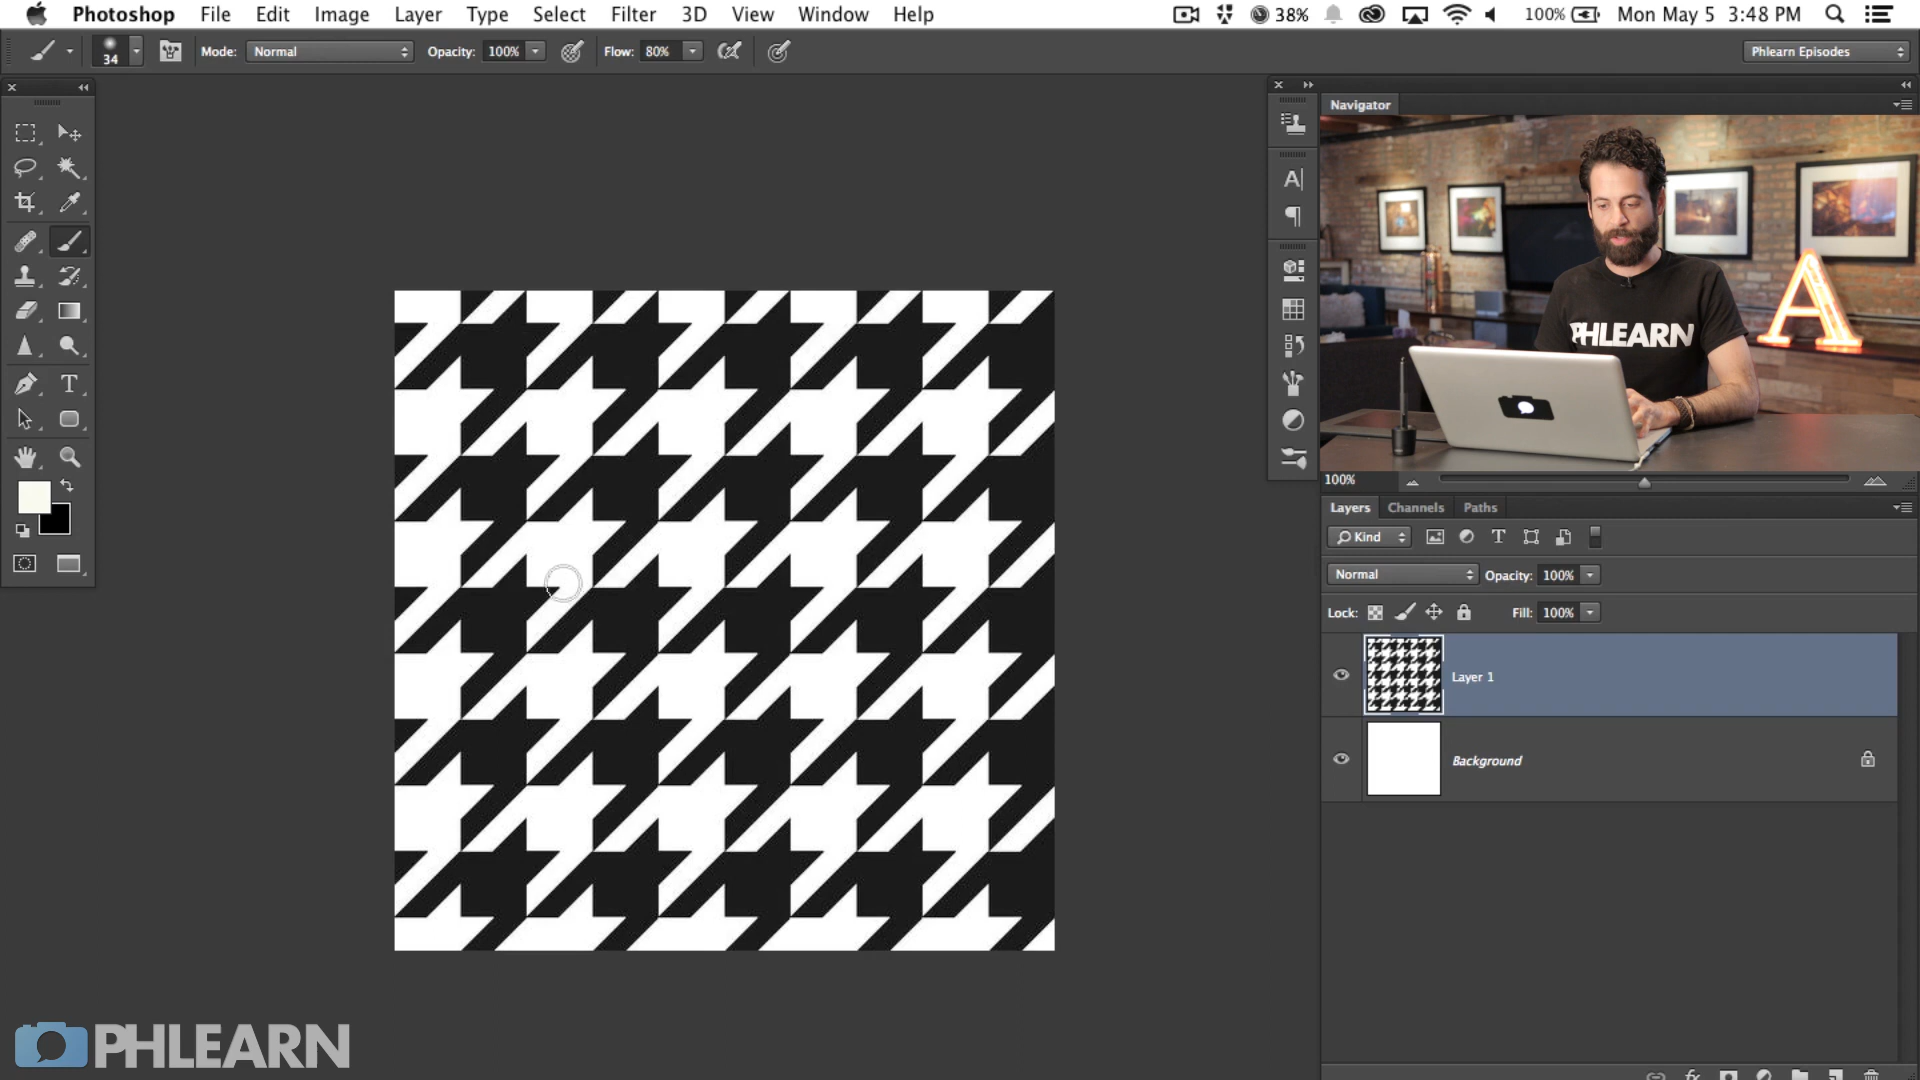 Photoshop File Edit Image Layer Type Select Filter 3D View Window Help 38% 100% Mon May 5 3:48 PM
34 Mode: Normal Opacity: 100% Flow: 80% Phlearn Episodes
Navigator
PHLEARN
A
100%
Layers Channels Paths
Kind
Normal Opacity: 100%
Lock: Fill: 100%
Layer 1
Background
PHLEARN